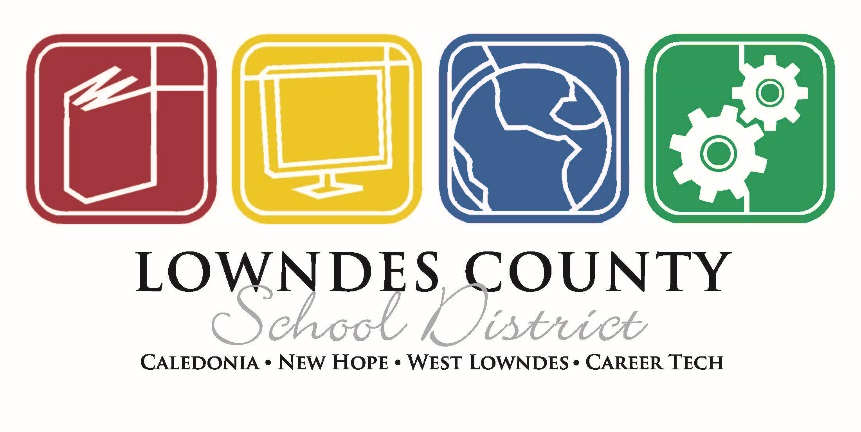 LOWNDES COUNTY
School District
CALEDONIA • NEW HOPE • WEST LOWNDES • CAREER TECH